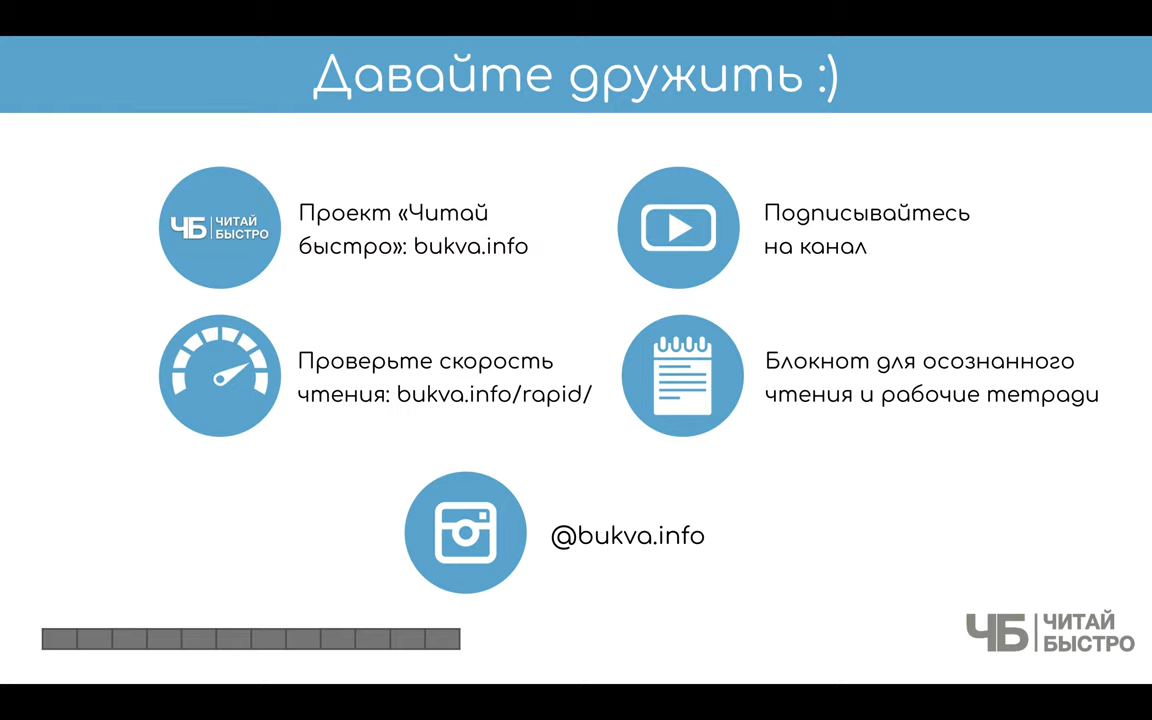 Давайте дружить :)
ЧБ ЧИТАЙ
БЫСТРО
Проект «Читай
быстро»: bukva.info
Подписывайтесь
на канал
Проверьте скорость
чтения: bukva.info/rapid/
Блокнот для осознанного
чтения и рабочие тетради
@bukva.info
ЧБ ЧИТАЙ
БЫСТРО